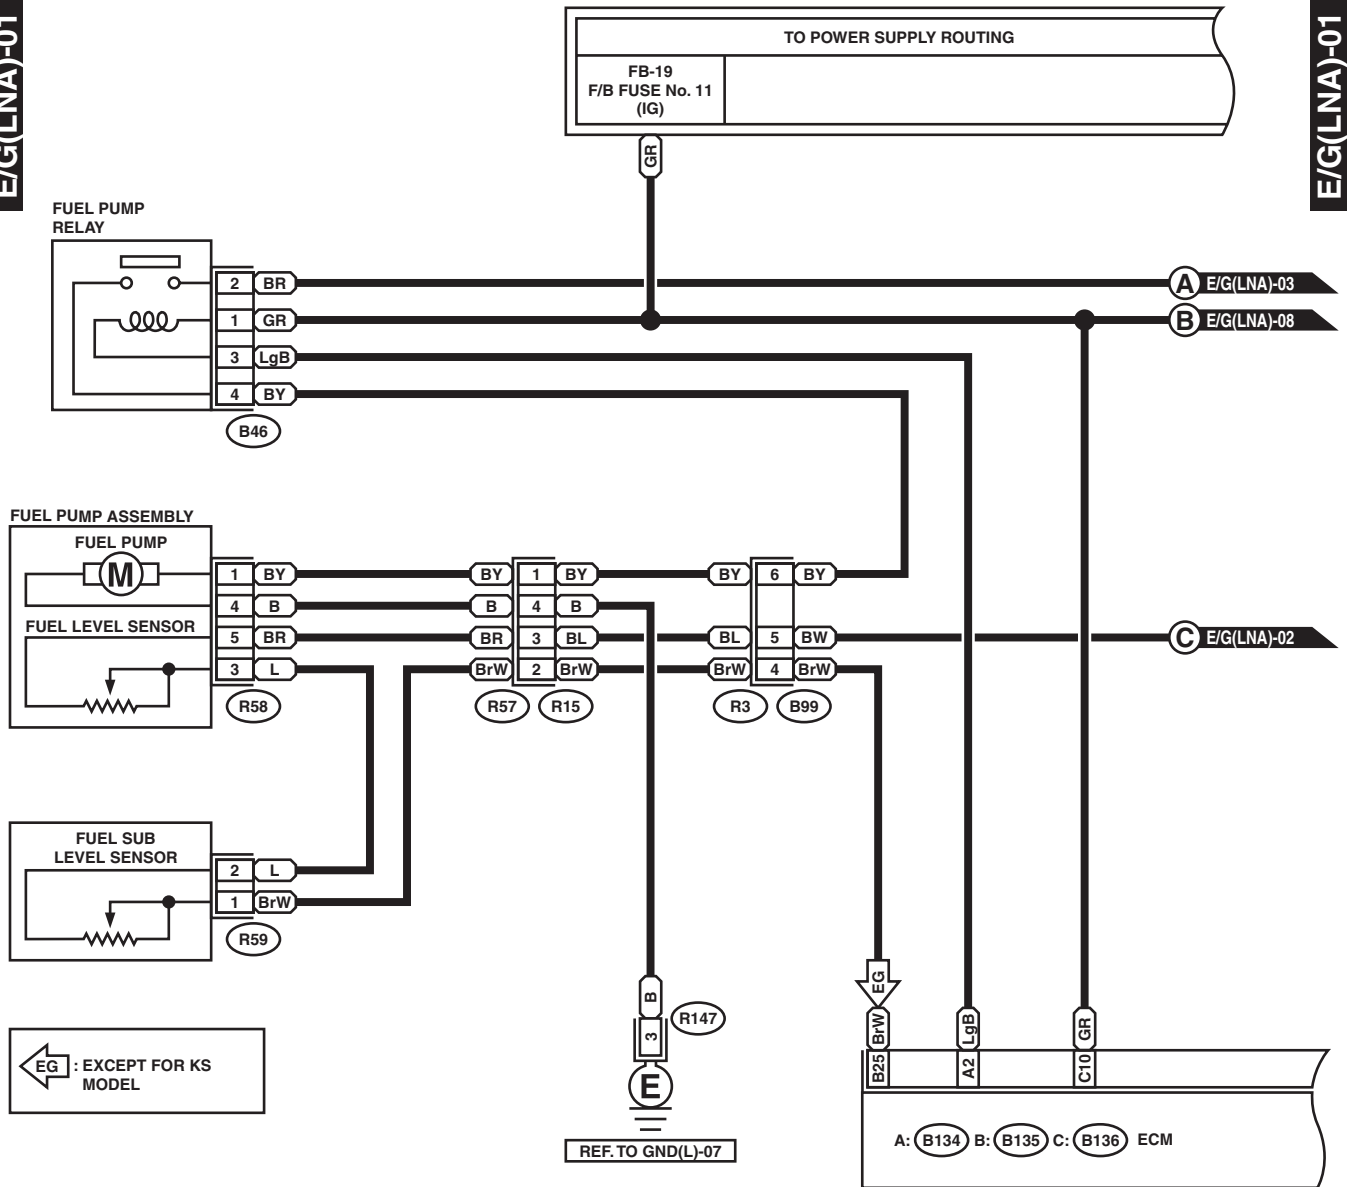 E/G(LNA)-01
E/G(LNA)-01
TO POWER SUPPLY ROUTING
FB-19
F/B FUSE No. 11
(IG)
GR
FUEL PUMP
RELAY
2 BR
A E/G(LNA)-03
1 GR
B E/G(LNA)-08
3 LgB
4 BY
B46
FUEL PUMP ASSEMBLY
FUEL PUMP
M
1 BY BY 1 BY BY 6 BY
4 B B 4 B
FUEL LEVEL SENSOR
5 BR BR 3 BL BL 5 BW
C E/G(LNA)-02
3 L BrW 2 BrW BrW 4 BrW
R58 R57 R15 R3 B99
FUEL SUB
LEVEL SENSOR
2 L
1 BrW
R59
EG
B
R147
3
E
REF. TO GND(L)-07
BrW LgB GR
B25 A2 C10
EG : EXCEPT FOR KS
MODEL
A: B134 B: B135 C: B136 ECM